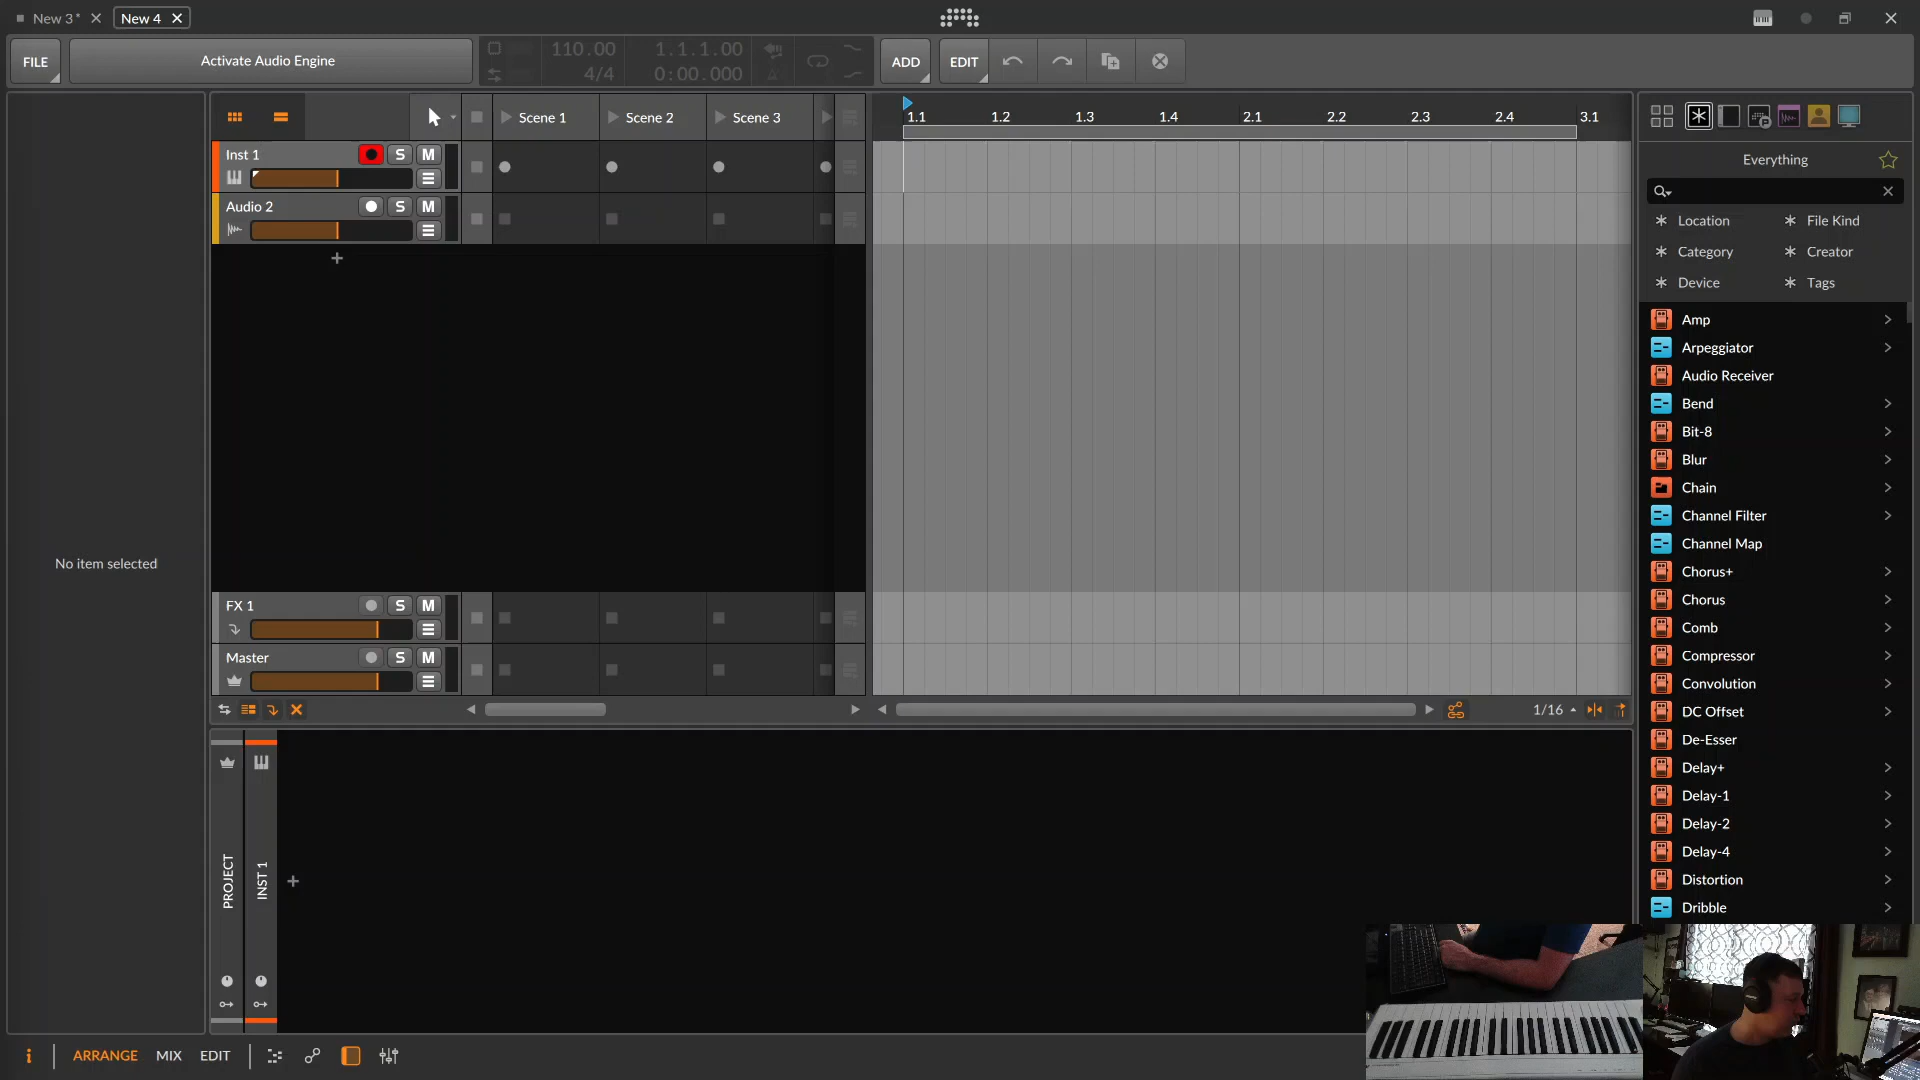 New 3 *
New 4
FILE
Activate Audio Engine
110.00
4/4
1.1.1.00
0:00.000
ADD
EDIT
Scene 1
Scene 2
Scene 3
1.1
1.2
1.3
1.4
2.1
2.2
2.3
2.4
3.1
Inst 1
S
M
Audio 2
S
M
No item selected
FX 1
S
M
Master
S
M
1/16
PROJECT
INST 1
Everything
Location
File Kind
Category
Creator
Device
Tags
Amp
Arpeggiator
Audio Receiver
Bend
Bit-8
Blur
Chain
Channel Filter
Channel Map
Chorus+
Chorus
Comb
Compressor
Convolution
DC Offset
De-Esser
Delay+
Delay-1
Delay-2
Delay-4
Distortion
Dribble
i
ARRANGE
MIX
EDIT